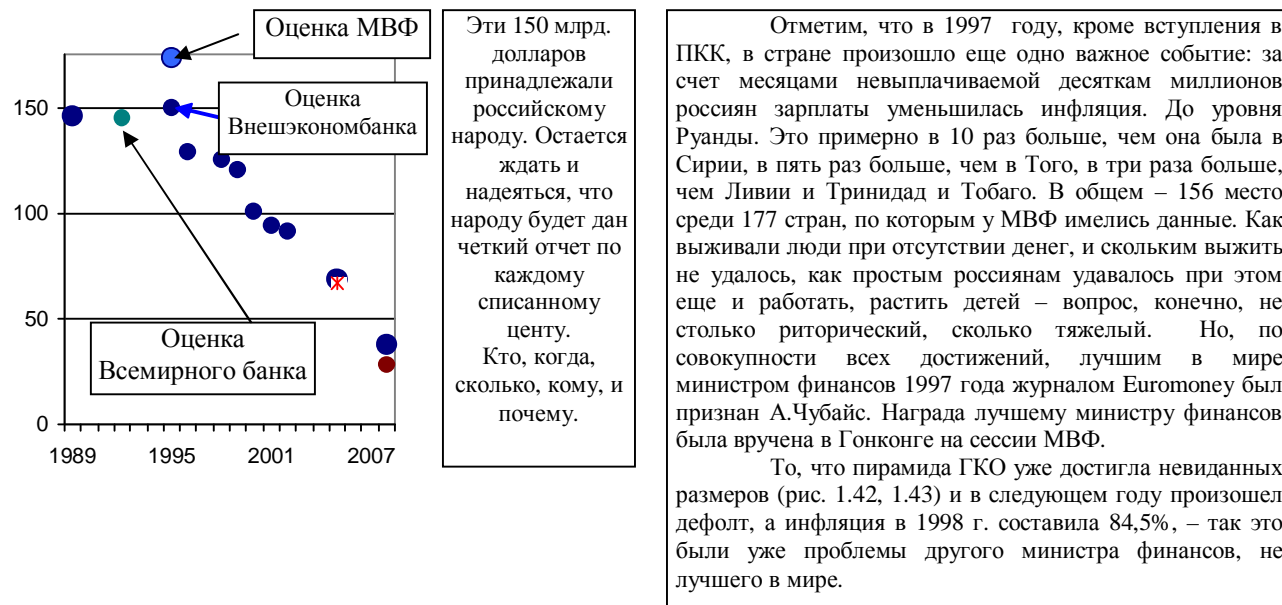 Оценка МВФ
Оценка
Внешэкономбанка
150
100
50
0
Оценка
Всемирного банка
1989 1995 2001 2007
Эти 150 млрд.
долларов
принадлежали
российскому
народу. Остается
ждать и
надеяться, что
народу будет дан
четкий отчет по
каждому
списанному
центу.
Кто, когда,
сколько, кому, и
почему.
Отметим, что в 1997 году, кроме вступления в
ПКК, в стране произошло еще одно важное событие: за
счет месяцами невыплачиваемой десяткам миллионов
россиян зарплаты уменьшилась инфляция. До уровня
Руанды. Это примерно в 10 раз больше, чем она была в
Сирии, в пять раз больше, чем в Того, в три раза больше,
чем Ливии и Тринидад и Тобаго. В общем – 156 место
среди 177 стран, по которым у МВФ имелись данные. Как
выживали люди при отсутствии денег, и скольким выжить
не удалось, как простым россиянам удавалось при этом
еще и работать, растить детей – вопрос, конечно, не
столько риторический, сколько тяжелый. Но, по
совокупности всех достижений, лучшим в мире
министром финансов 1997 года журналом Euromoney был
признан А.Чубайс. Награда лучшему министру финансов
была вручена в Гонконге на сессии МВФ.
То, что пирамида ГКО уже достигла невиданных
размеров (рис. 1.42, 1.43) и в следующем году произошел
дефолт, а инфляция в 1998 г. составила 84,5%, – так это
были уже проблемы другого министра финансов, не
лучшего в мире.